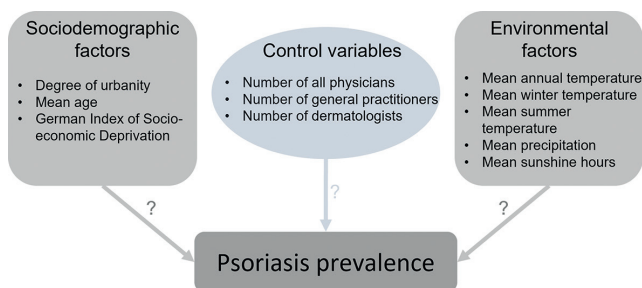 Sociodemographic
factors
• Degree of urbanity
• Mean age
• German Index of Socio-
economic Deprivation
Control variables
• Number of all physicians
• Number of general practitioners
• Number of dermatologists
Environmental
factors
• Mean annual temperature
• Mean winter temperature
• Mean summer
temperature
• Mean precipitation
• Mean sunshine hours
?
?
?
Psoriasis prevalence